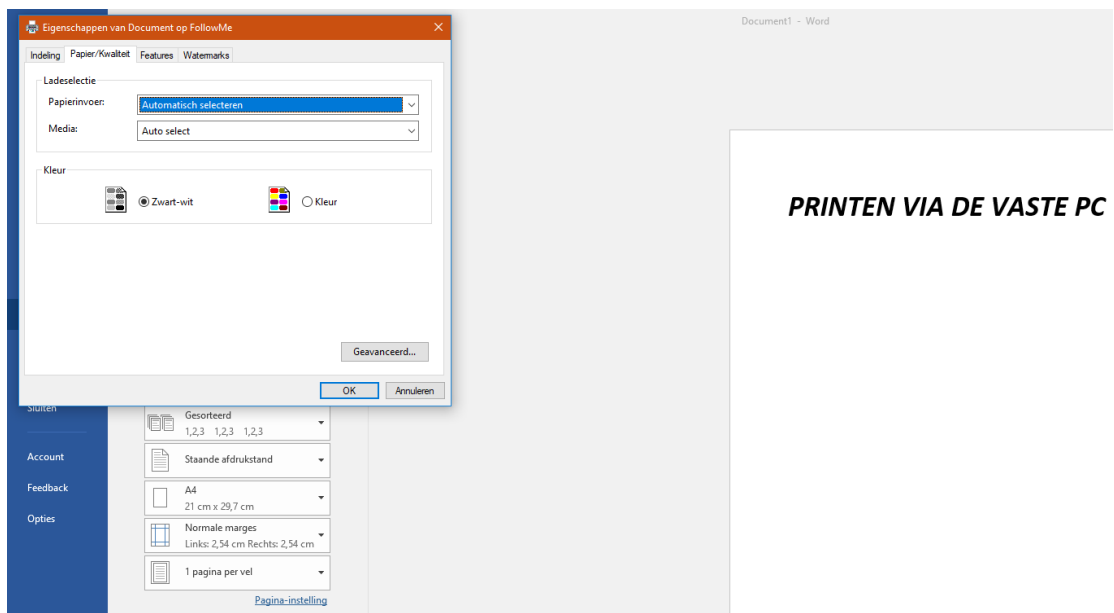 Eigenschappen van Document op FollowMe
Indeling Papier/Kwaliteit Features Watermarks
Ladeselectie
Papierinvoer: Automatisch selecteren
Media: Auto select
Kleur
Zwart-wit Kleur
Geavanceerd...
OK Annuleren
Document1 - Word
PRINTEN VIA DE VASTE PC
Sluiten
Account
Feedback
Opties
Gesorteerd
1,2,3 1,2,3 1,2,3
Staande afdrukstand
A4
21 cm x 29,7 cm
Normale marges
Links: 2,54 cm Rechts: 2,54 cm
1 pagina per vel
Pagina-instelling